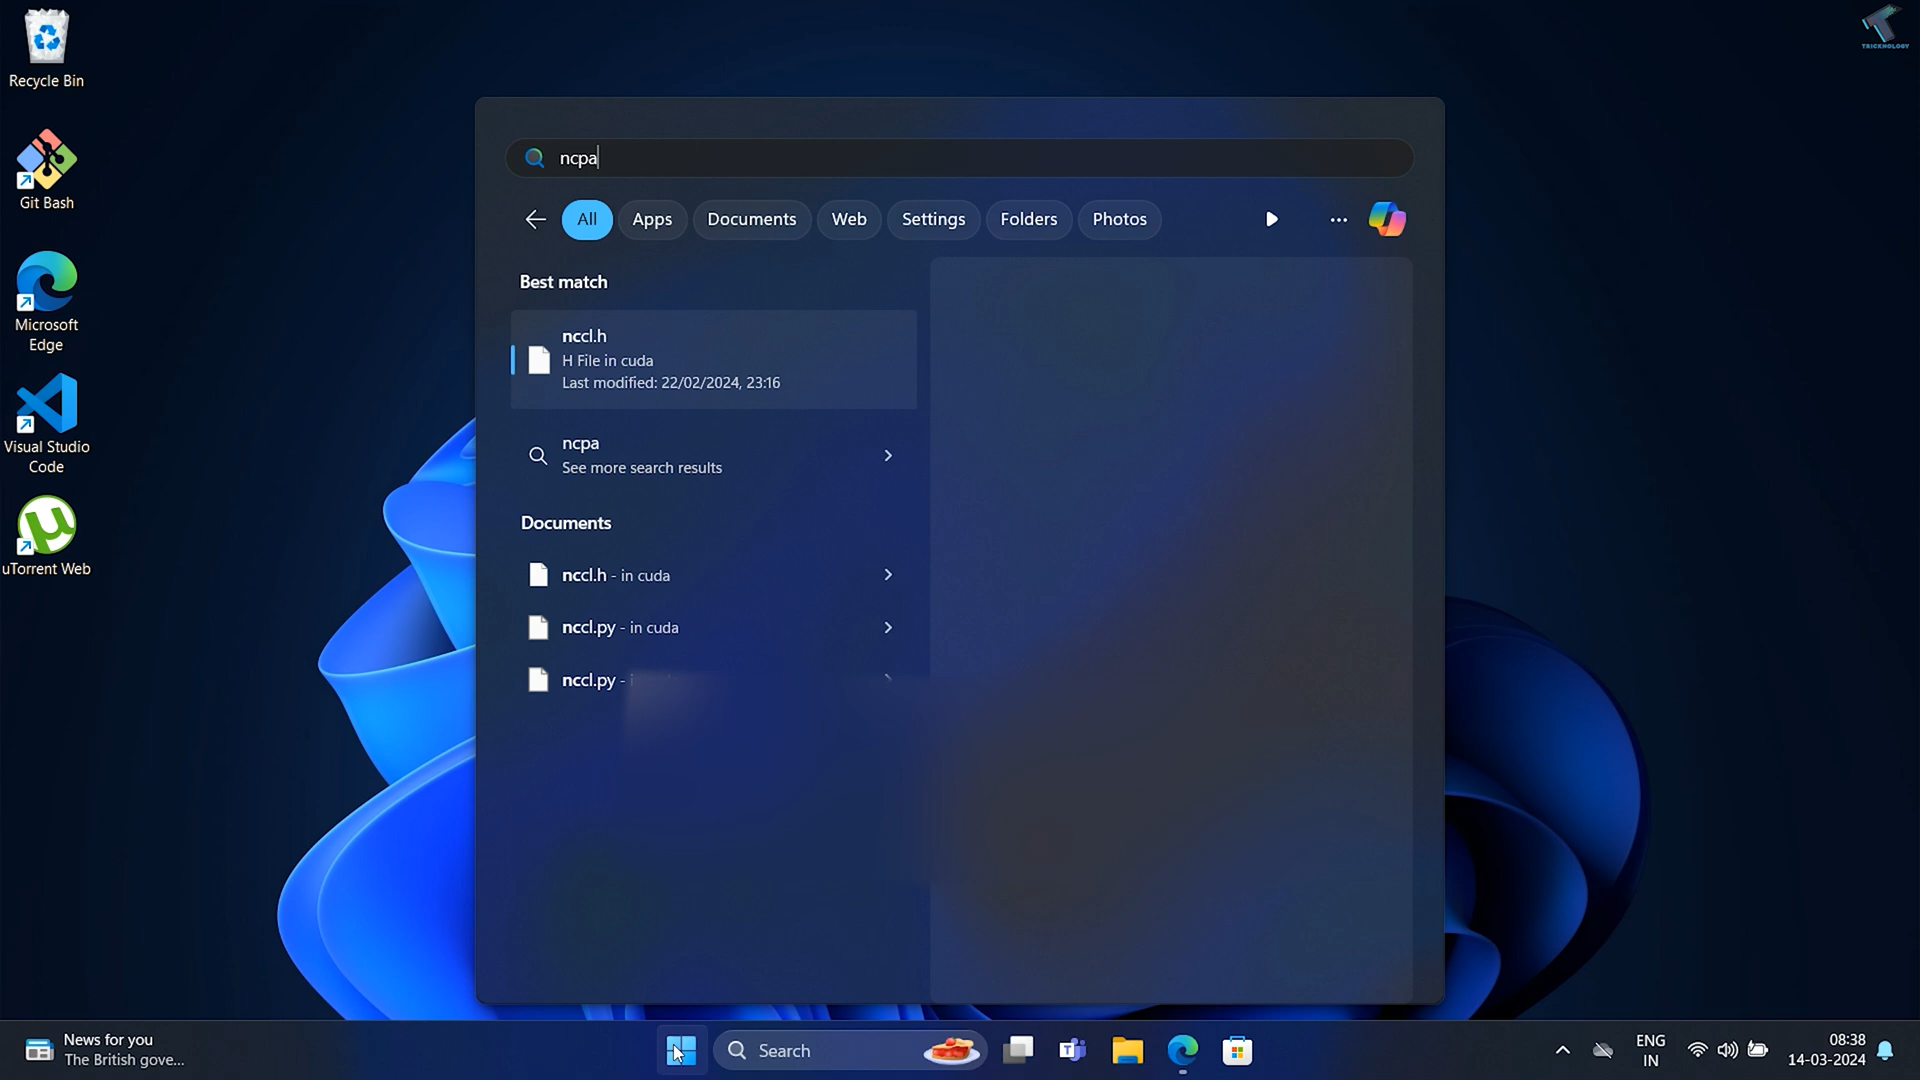 Recycle Bin
Git Bash
Microsoft
Edge
Visual Studio
Code
uTorrent Web
TRICKNOLOGY
ncpa
All
Apps
Documents
Web
Settings
Folders
Photos
Best match
nccl.h
H File in cuda
Last modified: 22/02/2024, 23:16
ncpa
See more search results
Documents
nccl.h - in cuda
nccl.py - in cuda
nccl.py -
News for you
The British gove...
Search
ENG
IN
08:38
14-03-2024